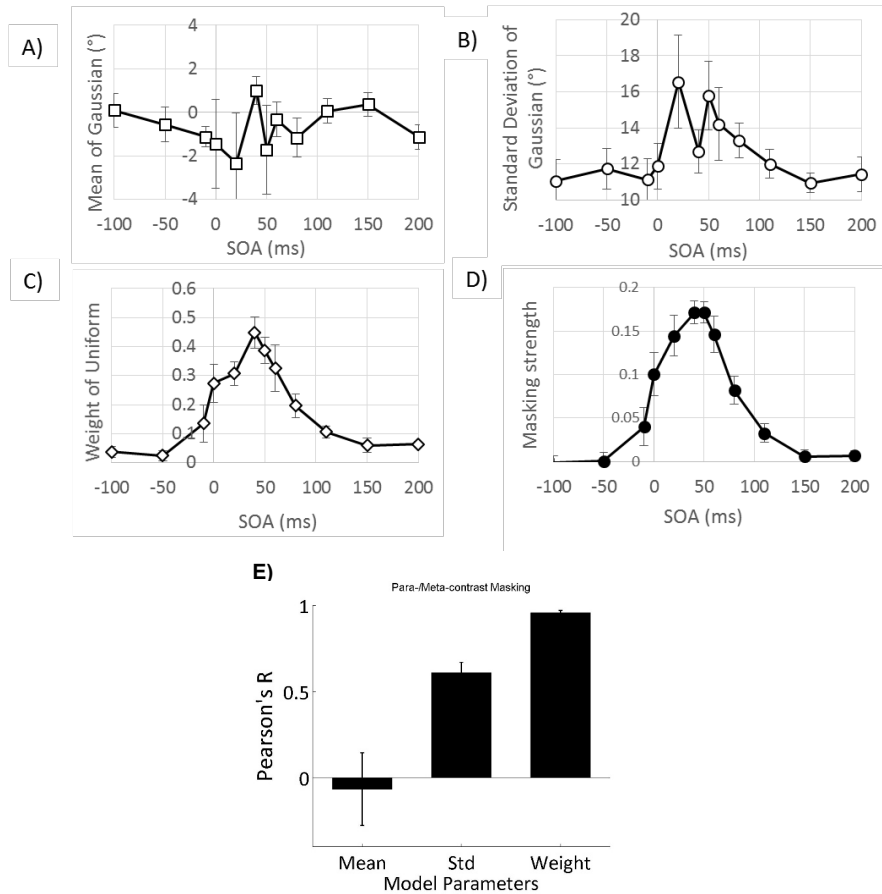 A)
Mean of Gaussian (°)
4
2
0
-2
-4
-100 -50 0 50 100 150 200
SOA (ms)
B)
Standard Deviation of
Gaussian (°)
20
18
16
14
12
10
-100 -50 0 50 100 150 200
SOA (ms)
C)
Weight of Uniform
0.6
0.5
0.4
0.3
0.2
0.1
0
-100 -50 0 50 100 150 200
SOA (ms)
D)
Masking strength
0.2
0.15
0.1
0.05
0
-100 -50 0 50 100 150 200
SOA (ms)
E)
Para-/Meta-contrast Masking
Pearson's R
1
0.5
0
Mean Std Weight
Model Parameters